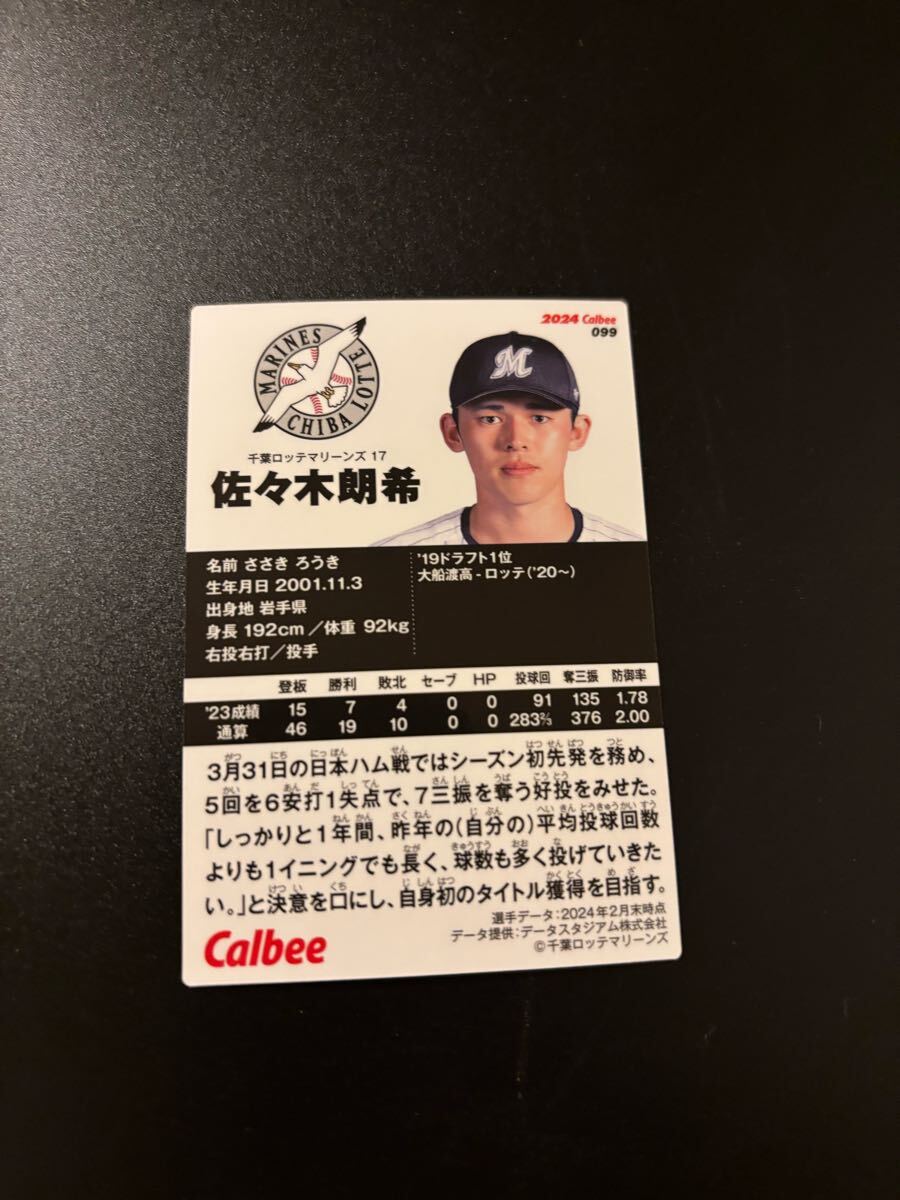 2024 Calbee
099
MARINES
CHIBA LOTTE
M
千葉ロッテマリーンズ 17
佐々木朗希
名前 ささき ろうき
生年月日 2001.11.3
出身地 岩手県
身長 192cm／体重 92kg
右投右打／投手
'19ドラフト1位
大船渡高-ロッテ('20〜)
登板 勝利 敗北 セーブ HP 投球回 奪三振 防御率
'23成績 15 7 4 0 0 91 135 1.78
通算 46 19 10 0 0 283⅔ 376 2.00
3月31日の日本ハム戦ではシーズン初先発を務め、
5回を6安打1失点で、7三振を奪う好投をみせた。
「しっかりと1年間、昨年の(自分の)平均投球回数
よりも1イニングでも長く、球数も多く投げていきた
い。」と決意を口にし、自身初のタイトル獲得を目指す。
選手データ：2024年2月末時点
データ提供：データスタジアム株式会社
©千葉ロッテマリーンズ
Calbee